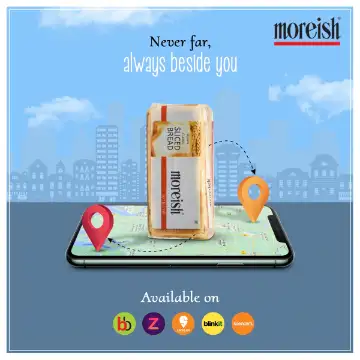 moreish
Never far,
always beside you
SLICED
BREAD
moreish
Available on
bb
Z
blinkit